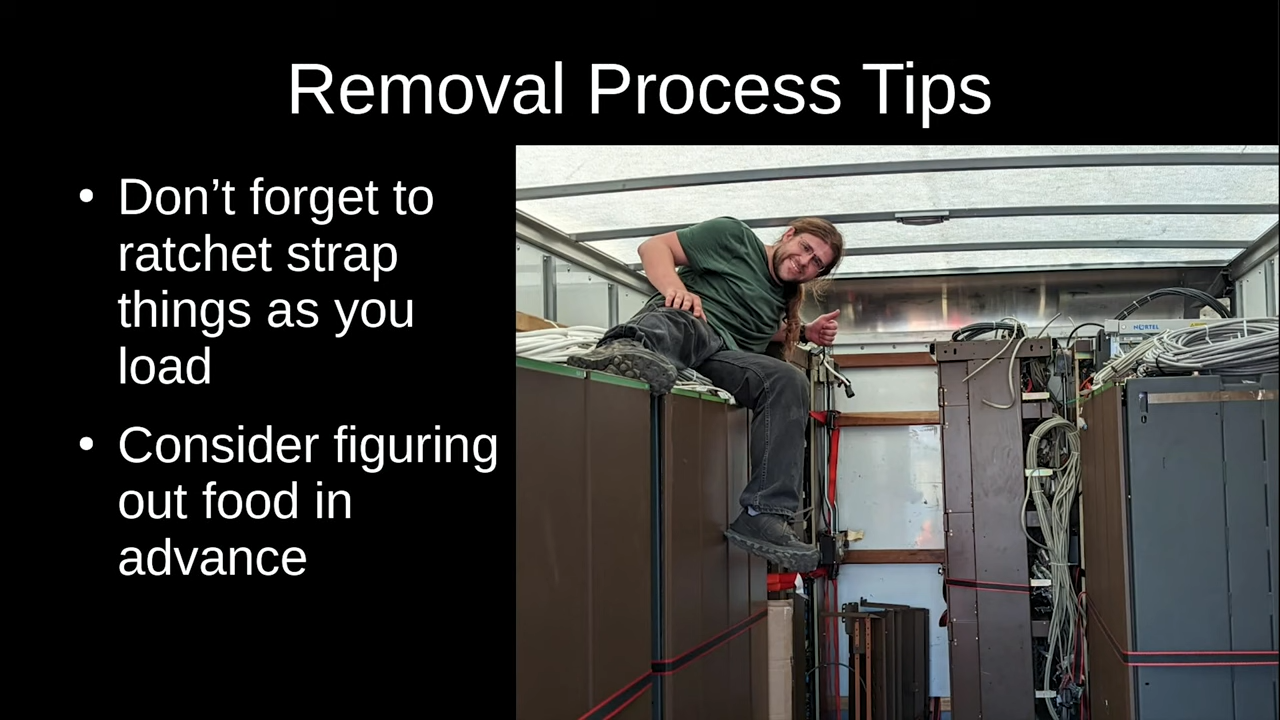 Removal Process Tips
• Don’t forget to
ratchet strap
things as you
load
• Consider figuring
out food in
advance
NORTEL